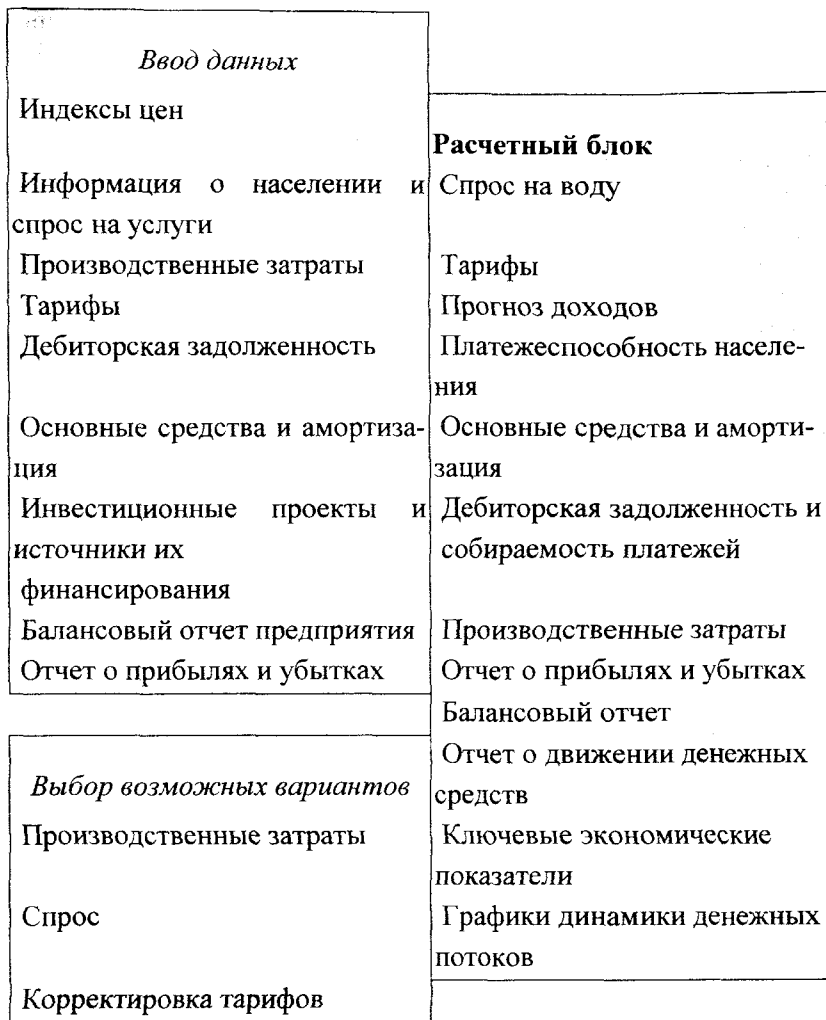 Ввод данных
Индексы цен
Информация о населении и
спрос на услуги
Производственные затраты
Тарифы
Дебиторская задолженность
Основные средства и амортиза-
ция
Инвестиционные проекты и
источники их
финансирования
Балансовый отчет предприятия
Отчет о прибылях и убытках
Выбор возможных вариантов
Производственные затраты
Спрос
Корректировка тарифов
Расчетный блок
Спрос на воду
Тарифы
Прогноз доходов
Платежеспособность населе-
ния
Основные средства и аморти-
зация
Дебиторская задолженность и
собираемость платежей
Производственные затраты
Отчет о прибылях и убытках
Балансовый отчет
Отчет о движении денежных
средств
Ключевые экономические
показатели
Графики динамики денежных
потоков